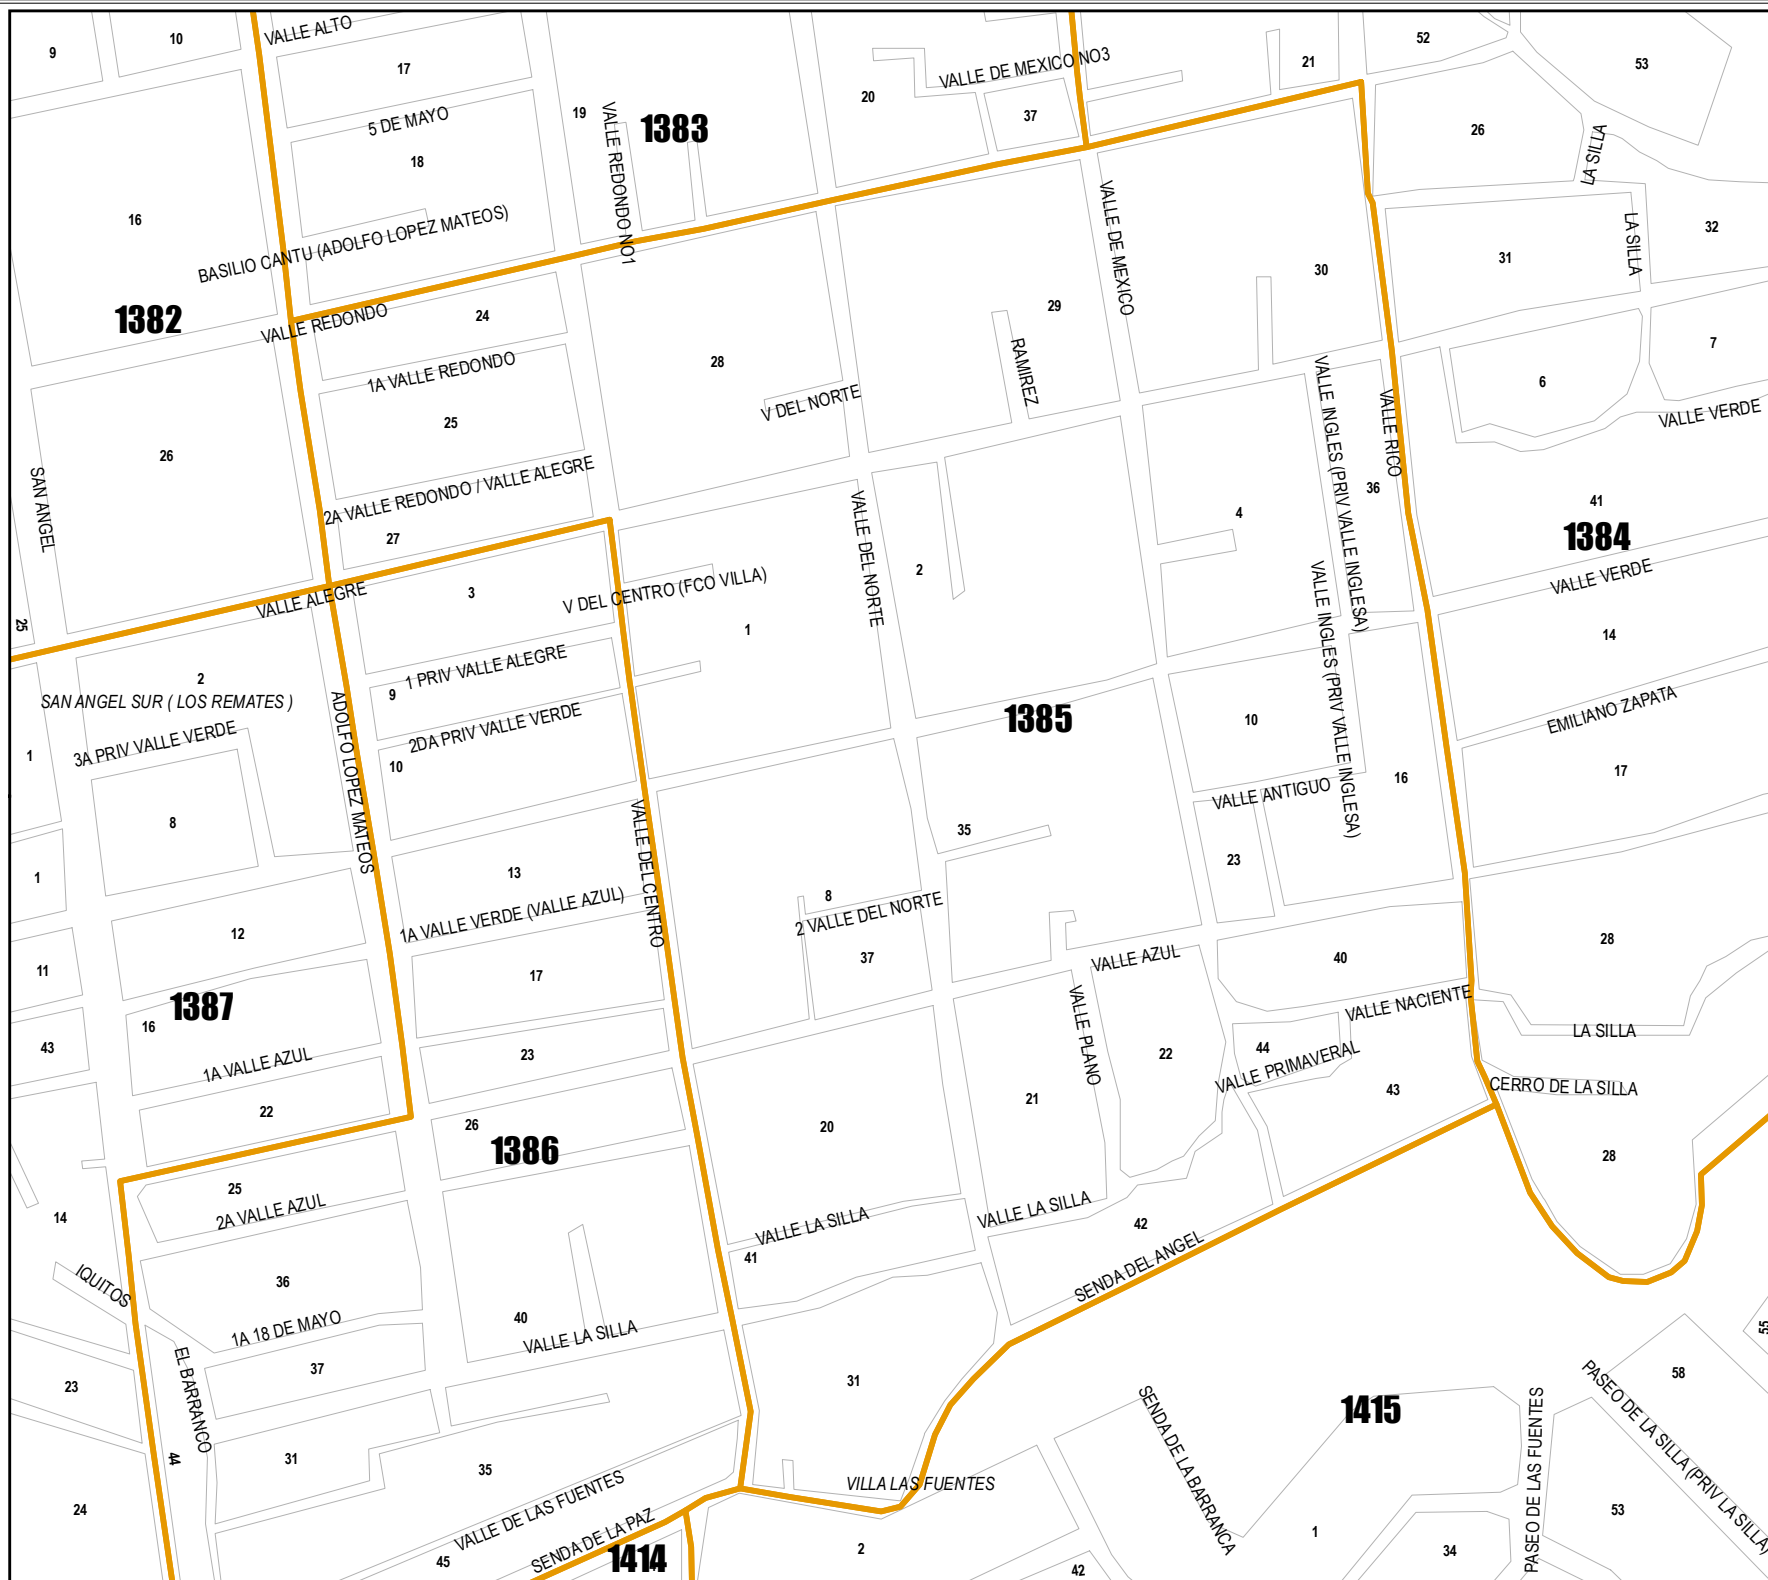 VALLE ALTO
9
10
17
52
53
21
VALLE DE MEXICO NO3
20
37
19
5 DE MAYO
VALLE REDONDO NO1
1383
26
LA SILLA
18
16
BASILIO CANTU (ADOLFO LOPEZ MATEOS)
VALLE DE MEXICO
LA SILLA
32
31
30
1382
VALLE REDONDO
24
29
7
1A VALLE REDONDO
28
RAMIREZ
6
V DEL NORTE
VALLE INGLES (PRIV VALLE INGLESA)
VALLE RICO
VALLE VERDE
25
26
SAN ANGEL
2A VALLE REDONDO / VALLE ALEGRE
36
41
4
VALLE DEL NORTE
27
1384
2
VALLE VERDE
VALLE ALEGRE
3
V DEL CENTRO (FCO VILLA)
VALLE INGLES (PRIV VALLE INGLESA)
25
1
14
1 PRIV VALLE ALEGRE
2
SAN ANGEL SUR ( LOS REMATES )
9
ADOLFO LOPEZ MATEOS
2DA PRIV VALLE VERDE
3A PRIV VALLE VERDE
1385
10
EMILIANO ZAPATA
1
10
16
17
VALLE ANTIGUO
8
VALLE DEL CENTRO
35
23
13
1
8
1A VALLE VERDE (VALLE AZUL)
2 VALLE DEL NORTE
12
28
VALLE AZUL
40
37
11
17
1387
16
VALLE NACIENTE
VALLE PLANO
LA SILLA
43
23
22
44
VALLE PRIMAVERAL
1A VALLE AZUL
CERRO DE LA SILLA
43
21
22
26
20
1386
28
25
2A VALLE AZUL
14
VALLE LA SILLA
VALLE LA SILLA
42
41
SENDA DEL ANGEL
IQUITOS
36
40
1A 18 DE MAYO
VALLE LA SILLA
55
EL BARRANCO
37
23
31
58
PASEO DE LA SILLA (PRIV LA SILLA)
SENDA DE LA BARRANCA
1415
PASEO DE LAS FUENTES
44
31
35
VILLA LAS FUENTES
24
VALLE DE LAS FUENTES
53
SENDA DE LA PAZ
1
45
1414
2
34
42